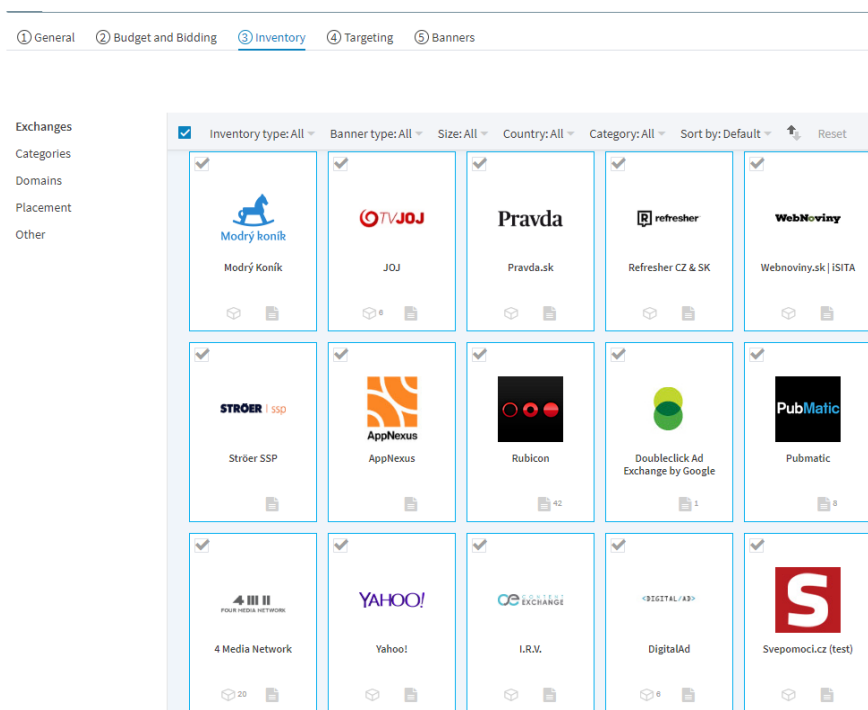 1 General 2 Budget and Bidding 3 Inventory 4 Targeting 5 Banners
Exchanges
Categories
Domains
Placement
Other
Inventory type: All Banner type: All Size: All Country: All Category: All Sort by: Default Reset
Modrý koník
TVJOJ
Pravda
R refresher
WebNoviny
Modrý Koník
JOJ
Pravda.sk
Refresher CZ & SK
Webnoviny.sk | iSITA
6
STRÖER | ssp
AppNexus
PubMatic
Ströer SSP
AppNexus
Rubicon
Doubleclick Ad
Exchange by Google
Pubmatic
42
1
8
4
FOUR MEDIA NETWORK
YAHOO!
CONTENT
EXCHANGE
<DIGITAL/AD>
S
4 Media Network
Yahoo!
I.R.V.
DigitalAd
Svepomoci.cz (test)
20
6